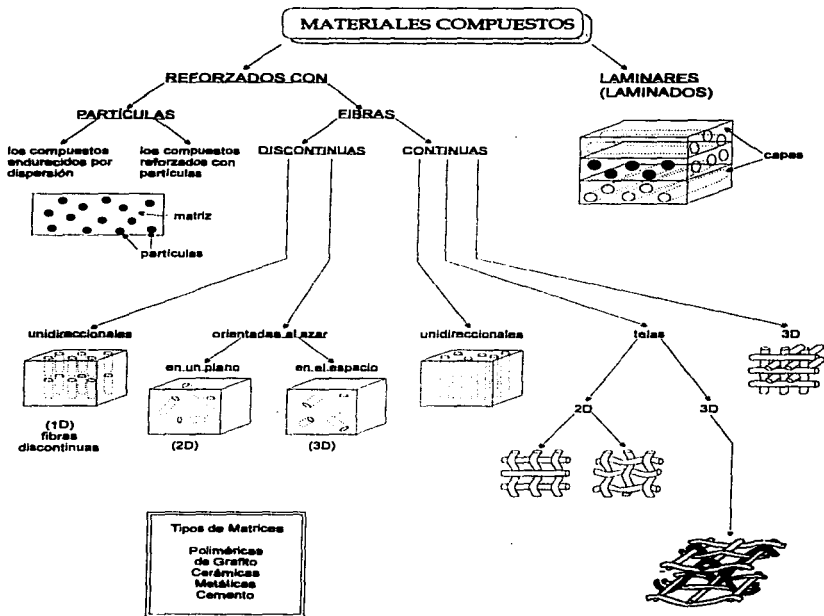 MATERIALES COMPUESTOS
REFORZADOS CON
LAMINARES
(LAMINADOS)
PARTÍCULAS
FIBRAS
los compuestos
endurecidos por
dispersión
los compuestos
reforzados con
partículas
DISCONTINUAS
CONTINUAS
capas
matriz
partículas
unidireccionales
orientadas al azar
unidireccionales
telas
3D
en un plano
en el espacio
(1D)
fibras
discontinuas
(2D)
(3D)
2D
3D
Tipos de Matrices
Poliméricas
de Grafito
Cerámicas
Metálicas
Cemento